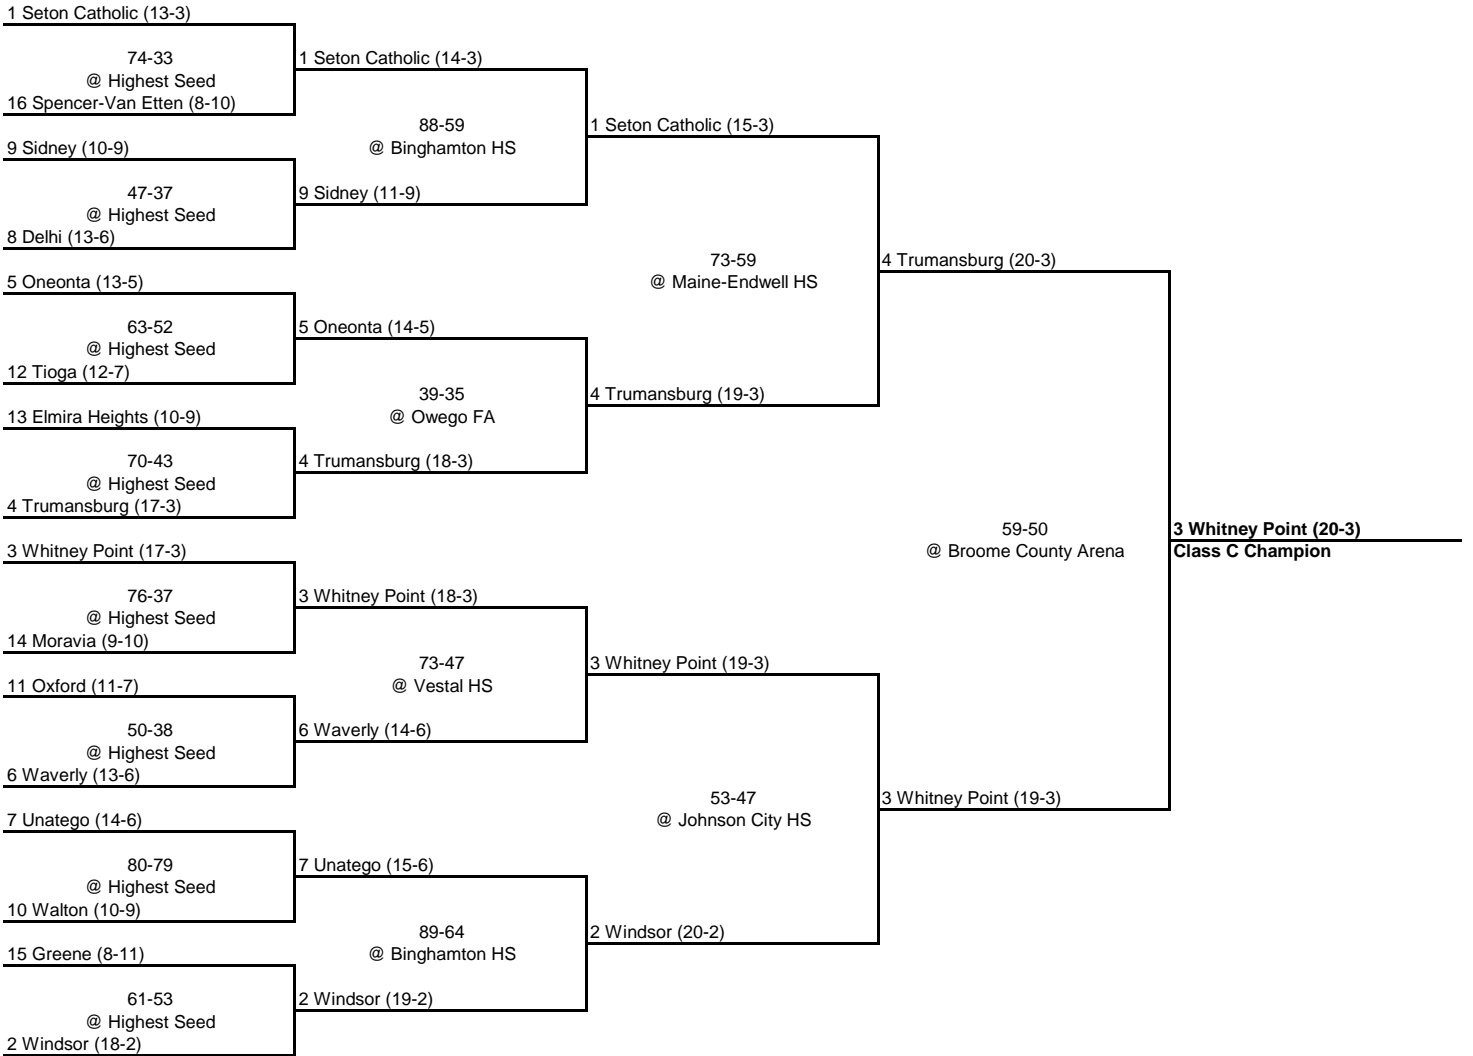 1 Seton Catholic (13-3)
74-33
@ Highest Seed
16 Spencer-Van Etten (8-10)
9 Sidney (10-9)
47-37
@ Highest Seed
8 Delhi (13-6)
5 Oneonta (13-5)
63-52
@ Highest Seed
12 Tioga (12-7)
13 Elmira Heights (10-9)
70-43
@ Highest Seed
4 Trumansburg (17-3)
3 Whitney Point (17-3)
76-37
@ Highest Seed
14 Moravia (9-10)
11 Oxford (11-7)
50-38
@ Highest Seed
6 Waverly (13-6)
7 Unatego (14-6)
80-79
@ Highest Seed
10 Walton (10-9)
15 Greene (8-11)
61-53
@ Highest Seed
2 Windsor (18-2)
1 Seton Catholic (14-3)
88-59
@ Binghamton HS
9 Sidney (11-9)
5 Oneonta (14-5)
39-35
@ Owego FA
4 Trumansburg (18-3)
3 Whitney Point (18-3)
73-47
@ Vestal HS
6 Waverly (14-6)
7 Unatego (15-6)
89-64
@ Binghamton HS
2 Windsor (19-2)
1 Seton Catholic (15-3)
73-59
@ Maine-Endwell HS
4 Trumansburg (19-3)
3 Whitney Point (19-3)
53-47
@ Johnson City HS
2 Windsor (20-2)
4 Trumansburg (20-3)
59-50
@ Broome County Arena
3 Whitney Point (19-3)
3 Whitney Point (20-3)
Class C Champion